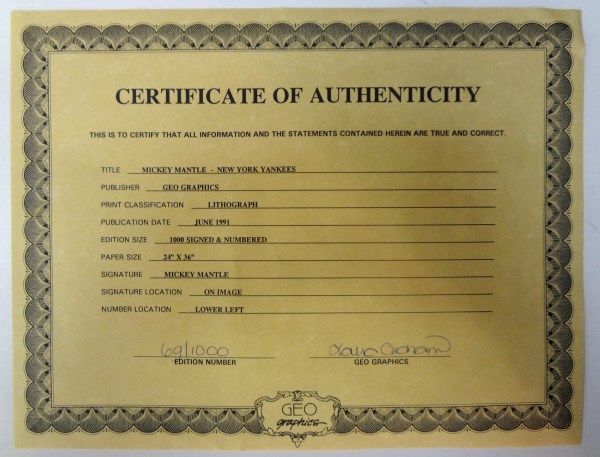 CERTIFICATE OF AUTHENTICITY
THIS IS TO CERTIFY THAT ALL INFORMATION AND THE STATEMENTS CONTAINED HEREIN ARE TRUE AND CORRECT.
TITLE MICKEY MANTLE - NEW YORK YANKEES
PUBLISHER GEO GRAPHICS
PRINT CLASSIFICATION LITHOGRAPH
PUBLICATION DATE JUNE 1991
EDITION SIZE 1000 SIGNED & NUMBERED
PAPER SIZE 24" X 36"
SIGNATURE MICKEY MANTLE
SIGNATURE LOCATION ON IMAGE
NUMBER LOCATION LOWER LEFT
69/1000
EDITION NUMBER GEO GRAPHICS
GEO
graphics